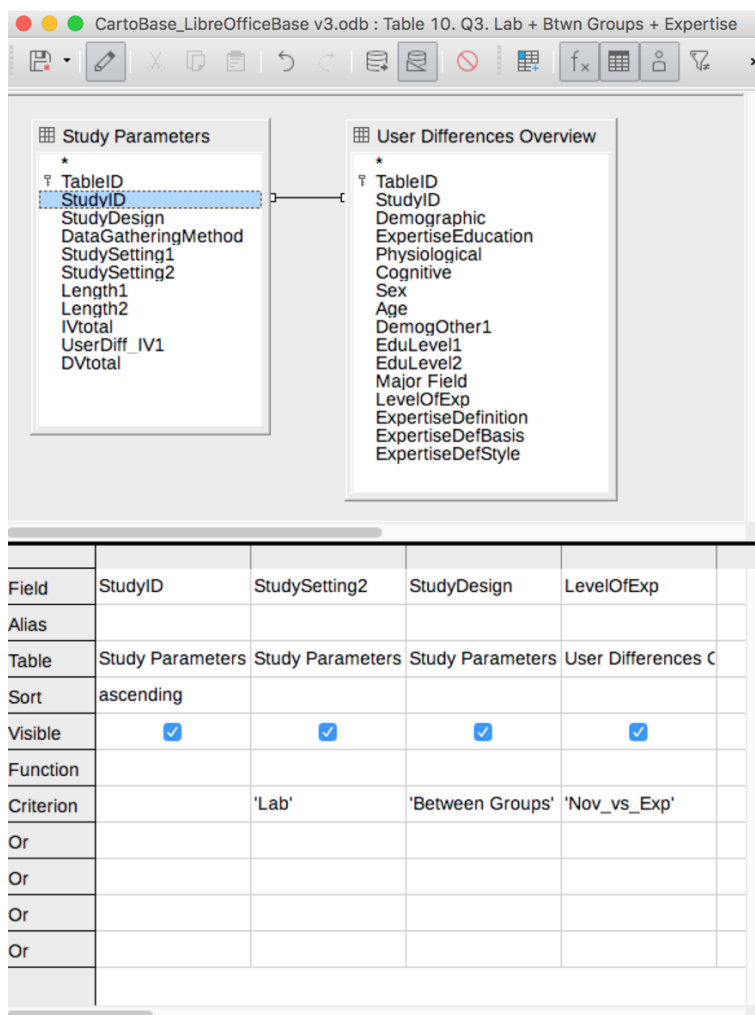 CartoBase_LibreOfficeBase v3.odb : Table 10. Q3. Lab + Btwn Groups + Expertise
fx
Study Parameters
*
TableID
StudyID
StudyDesign
DataGatheringMethod
StudySetting1
StudySetting2
Length1
Length2
IVtotal
UserDiff_IV1
DVtotal
User Differences Overview
*
TableID
StudyID
Demographic
ExpertiseEducation
Physiological
Cognitive
Sex
Age
DemogOther1
EduLevel1
EduLevel2
Major Field
LevelOfExp
ExpertiseDefinition
ExpertiseDefBasis
ExpertiseDefStyle
Field StudyID StudySetting2 StudyDesign LevelOfExp
Alias
Table Study Parameters Study Parameters Study Parameters User Differences
Sort ascending
Visible
Function
Criterion 'Lab' 'Between Groups' 'Nov_vs_Exp'
Or
Or
Or
Or